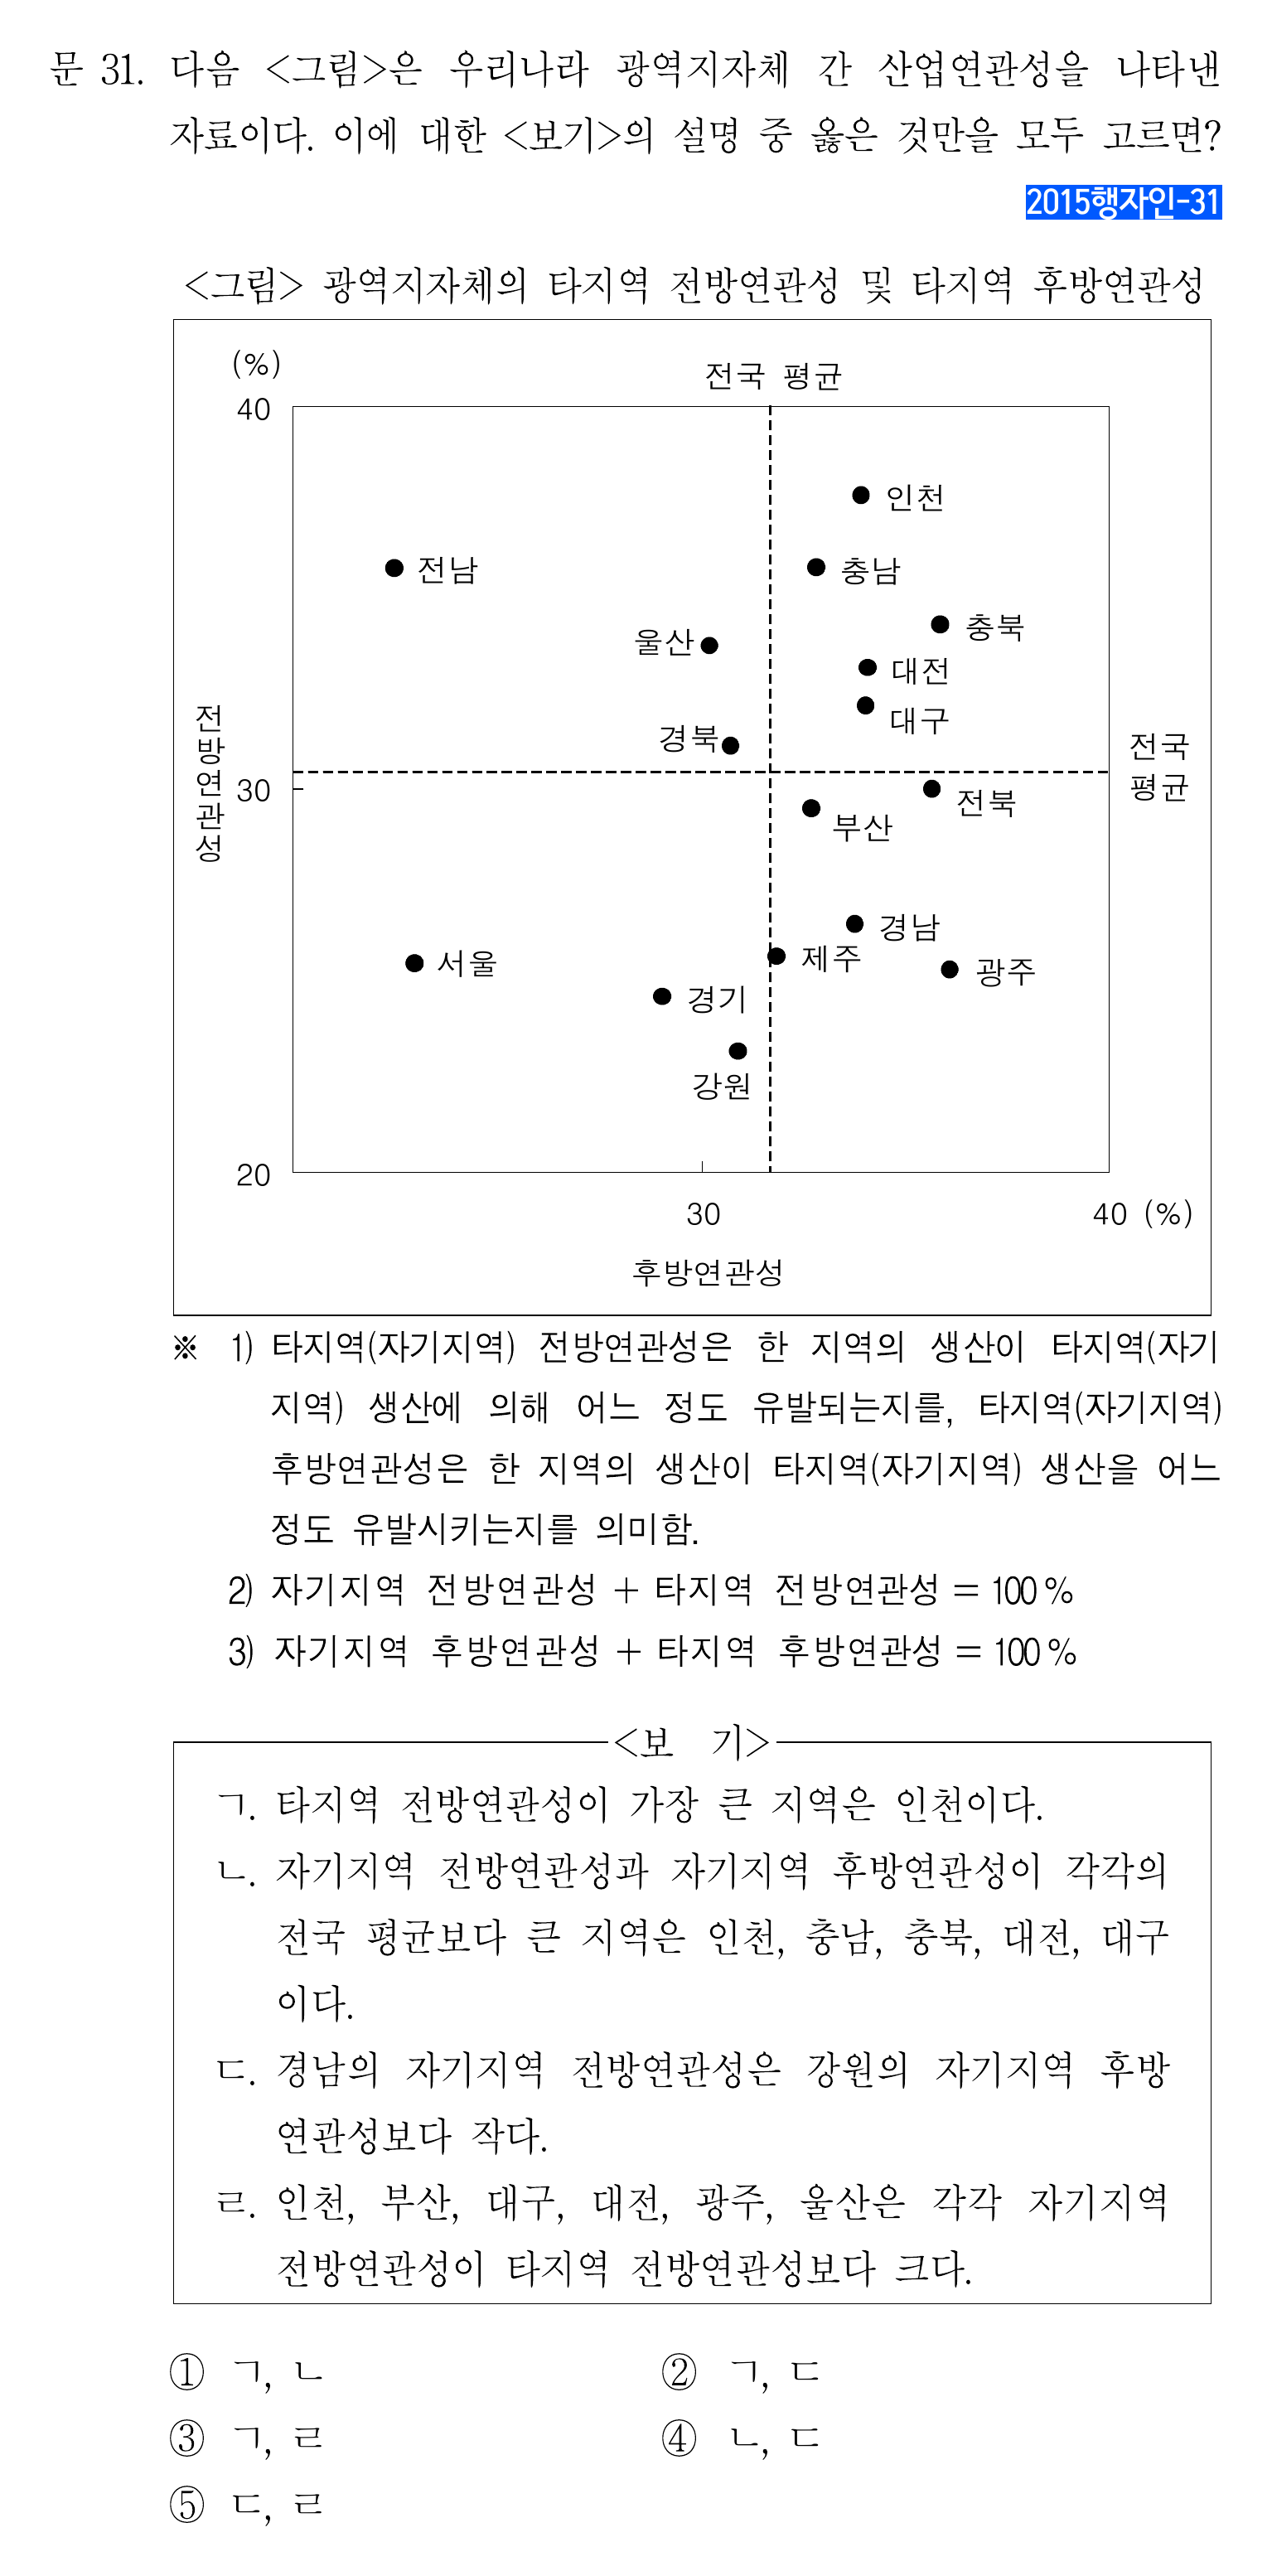 문 31. 다음 <그림>은 우리나라 광역지자체 간 산업연관성을 나타낸
자료이다. 이에 대한 <보기>의 설명 중 옳은 것만을 모두 고르면?
2015행자인-31
<그림> 광역지자체의 타지역 전방연관성 및 타지역 후방연관성
(%)
전국 평균
40
인천
전남
충남
충북
울산
대전
대구
경북
전방연관성
전국
평균
30
전북
부산
경남
제주
서울
광주
경기
강원
20
30
40 (%)
후방연관성
※ 1) 타지역(자기지역) 전방연관성은 한 지역의 생산이 타지역(자기
지역) 생산에 의해 어느 정도 유발되는지를, 타지역(자기지역)
후방연관성은 한 지역의 생산이 타지역(자기지역) 생산을 어느
정도 유발시키는지를 의미함.
2) 자기지역 전방연관성 + 타지역 전방연관성 = 100 %
3) 자기지역 후방연관성 + 타지역 후방연관성 = 100 %
<보 기>
ㄱ. 타지역 전방연관성이 가장 큰 지역은 인천이다.
ㄴ. 자기지역 전방연관성과 자기지역 후방연관성이 각각의
전국 평균보다 큰 지역은 인천, 충남, 충북, 대전, 대구
이다.
ㄷ. 경남의 자기지역 전방연관성은 강원의 자기지역 후방
연관성보다 작다.
ㄹ. 인천, 부산, 대구, 대전, 광주, 울산은 각각 자기지역
전방연관성이 타지역 전방연관성보다 크다.
① ㄱ, ㄴ ② ㄱ, ㄷ
③ ㄱ, ㄹ ④ ㄴ, ㄷ
⑤ ㄷ, ㄹ